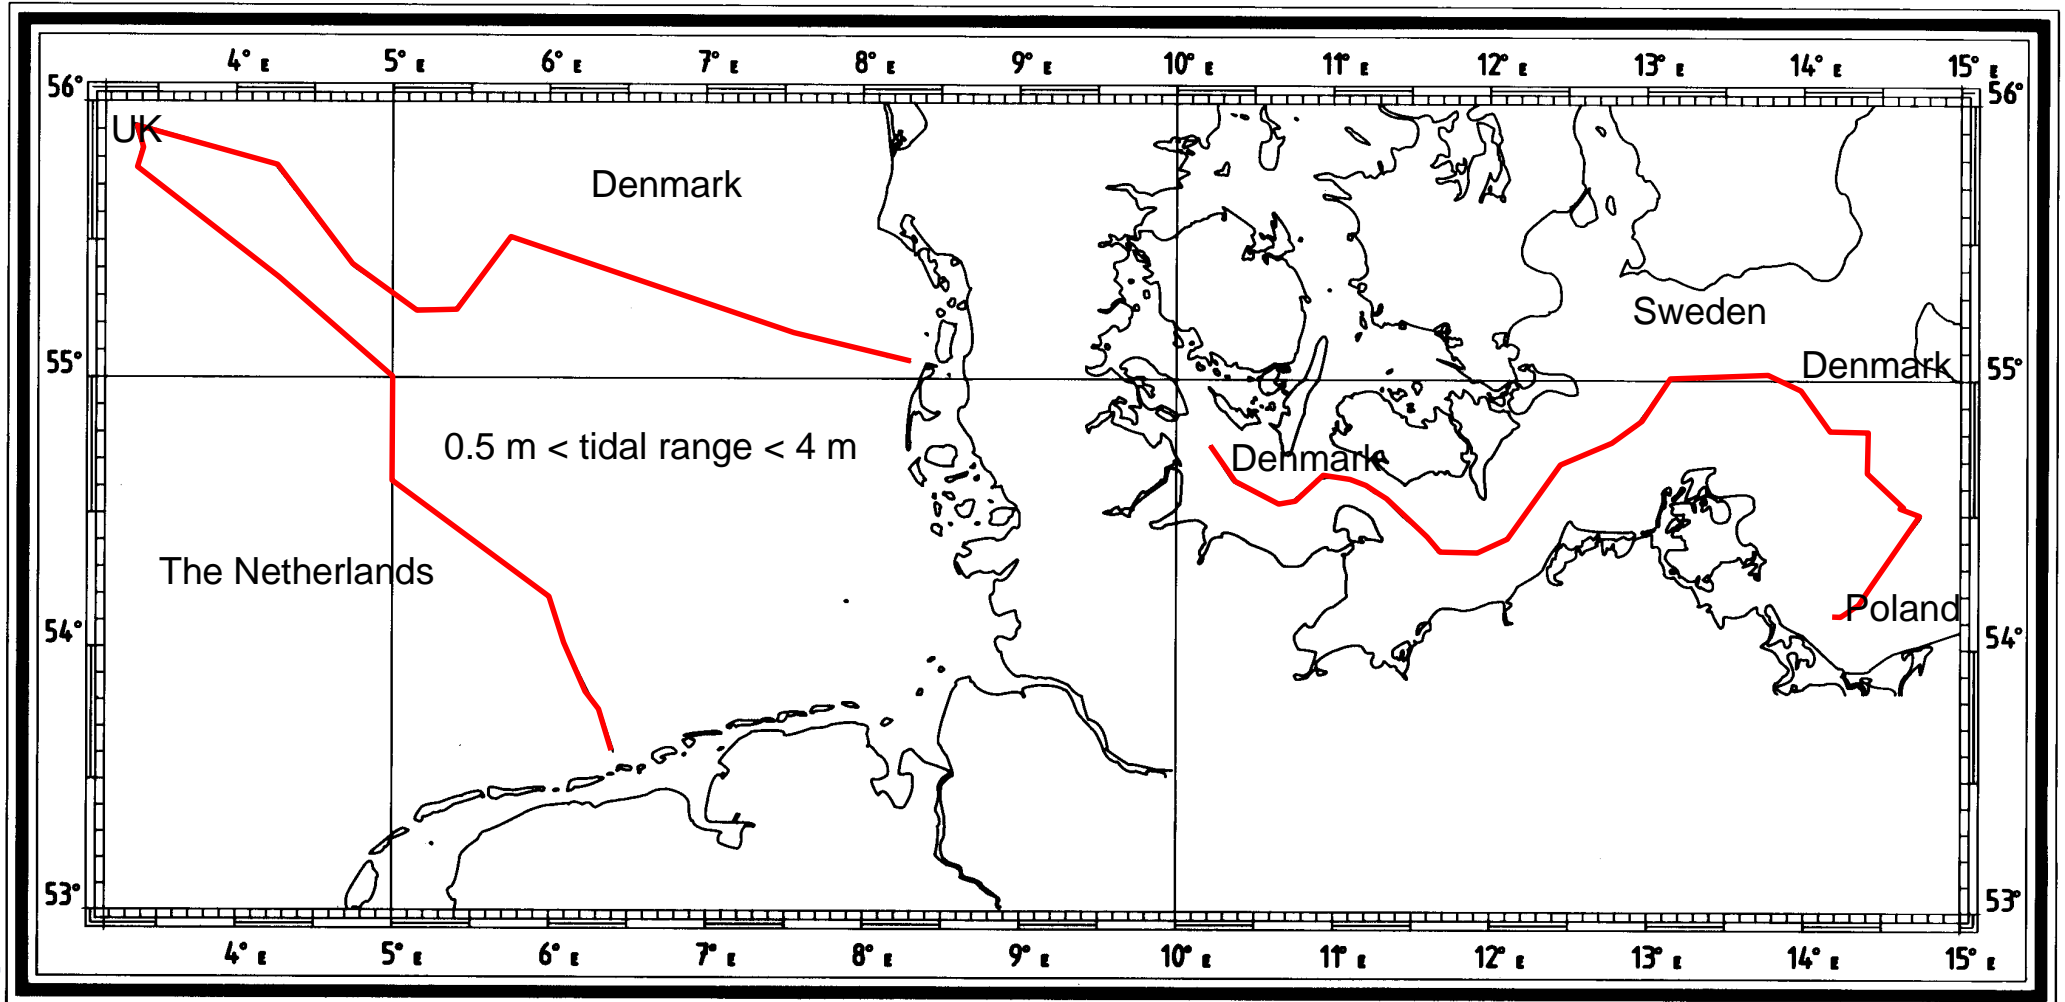 4° E 5° E 6° E 7° E 8° E 9° E 10° E 11° E 12° E 13° E 14° E 15° E
56° 56°
UK
Denmark
Sweden
Denmark
55° 55°
0.5 m < tidal range < 4 m
Denmark
The Netherlands
Poland
54° 54°
53° 53°
4° E 5° E 6° E 7° E 8° E 9° E 10° E 11° E 12° E 13° E 14° E 15° E